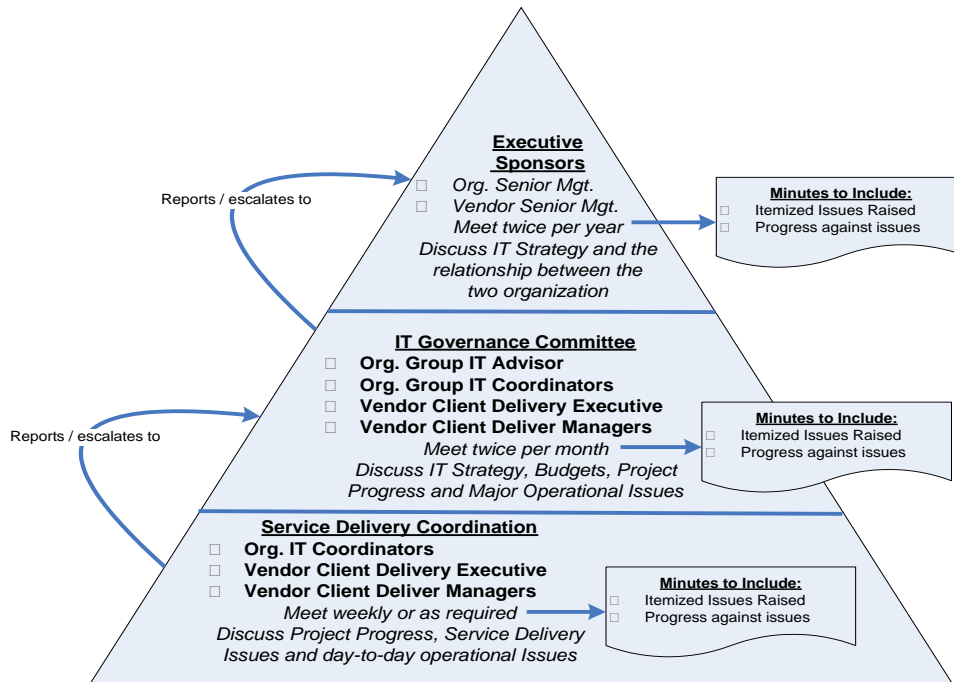 Executive
Sponsors
Org. Senior Mgt.
Vendor Senior Mgt.
Meet twice per year
Discuss IT Strategy and the
relationship between the
two organization
Reports / escalates to
Minutes to Include:
Itemized Issues Raised
Progress against issues
IT Governance Committee
Org. Group IT Advisor
Org. Group IT Coordinators
Vendor Client Delivery Executive
Vendor Client Deliver Managers
Meet twice per month
Discuss IT Strategy, Budgets, Project
Progress and Major Operational Issues
Reports / escalates to
Minutes to Include:
Itemized Issues Raised
Progress against issues
Service Delivery Coordination
Org. IT Coordinators
Vendor Client Delivery Executive
Vendor Client Delivery Managers
Meet weekly or as required
Discuss Project Progress, Service Delivery
Issues and day-to-day operational Issues
Minutes to Include:
Itemized Issues Raised
Progress against issues